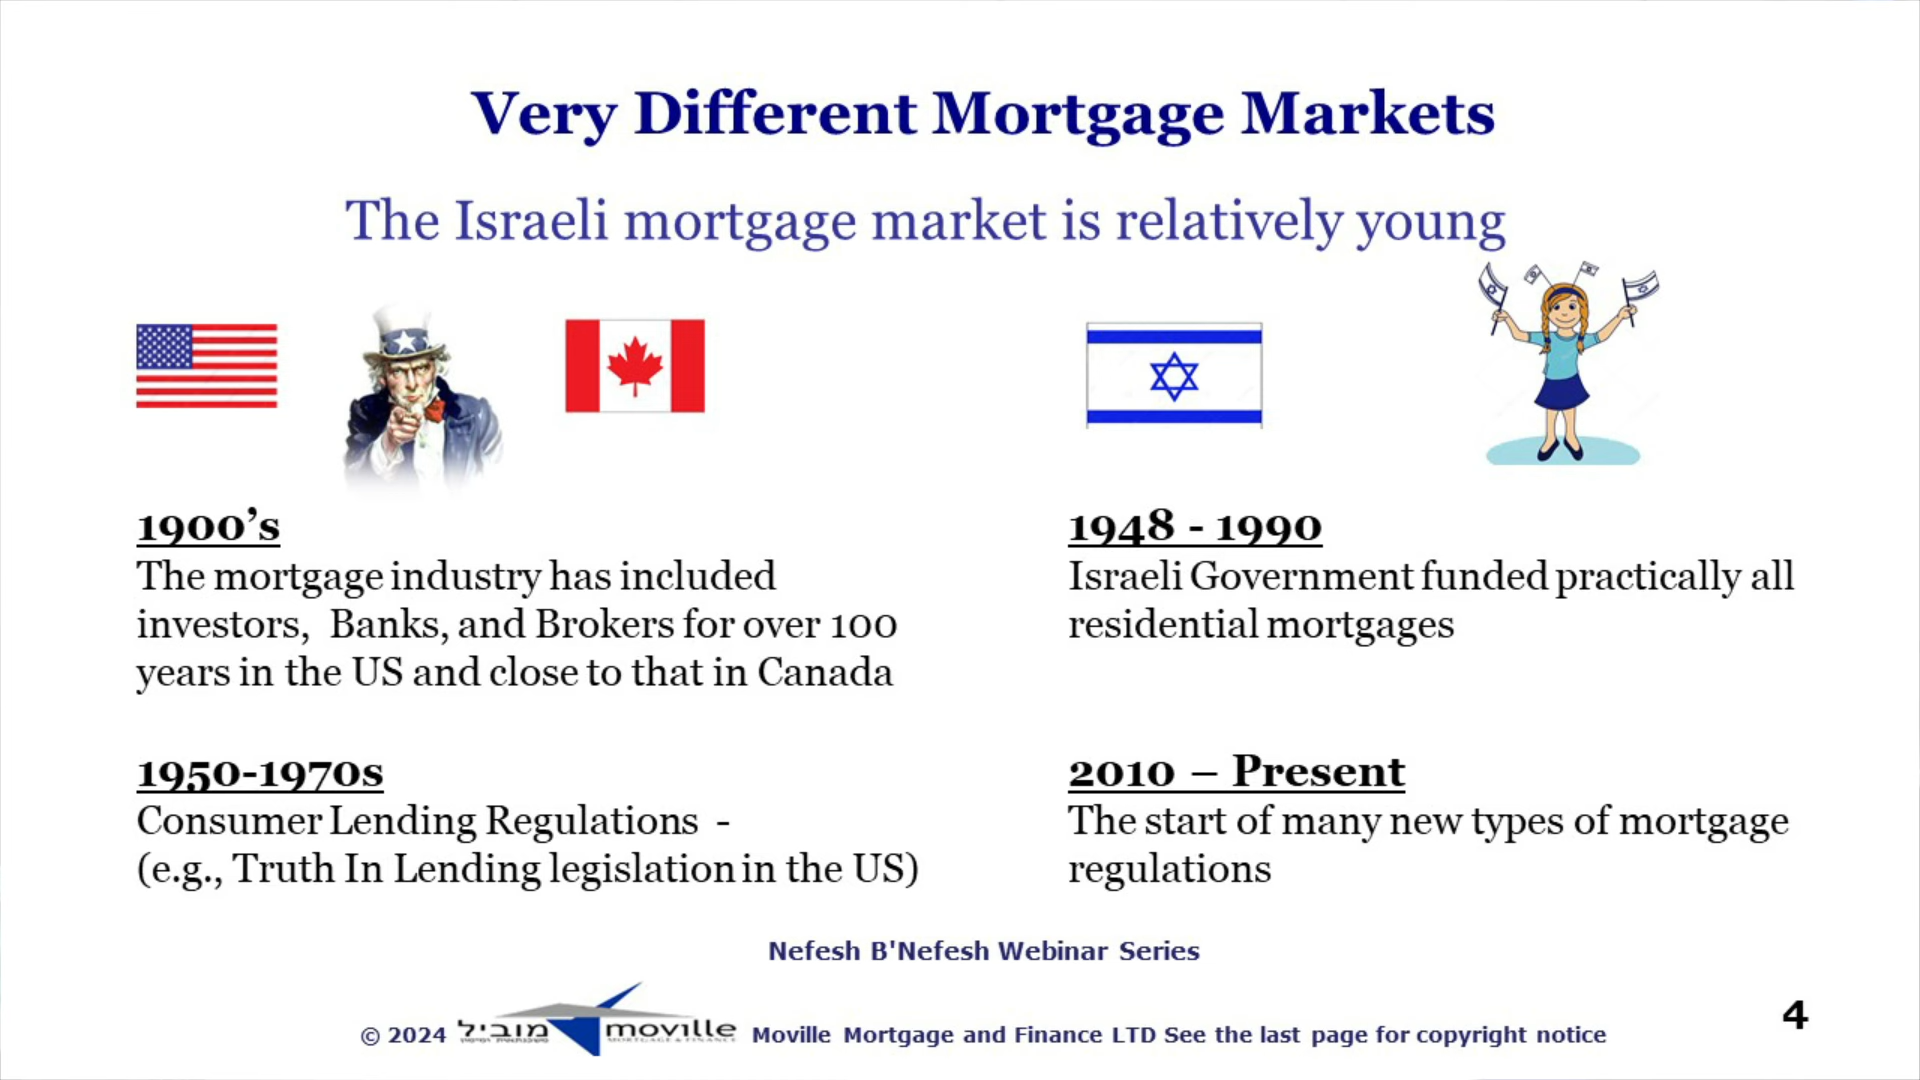 Very Different Mortgage Markets
The Israeli mortgage market is relatively young
1900's
The mortgage industry has included
investors, Banks, and Brokers for over 100
years in the US and close to that in Canada
1950-1970s
Consumer Lending Regulations -
(e.g., Truth In Lending legislation in the US)
1948 - 1990
Israeli Government funded practically all
residential mortgages
2010 – Present
The start of many new types of mortgage
regulations
Nefesh B'Nefesh Webinar Series
© 2024 מוביל moville Moville Mortgage and Finance LTD See the last page for copyright notice
MORTGAGE & FINANCE
4